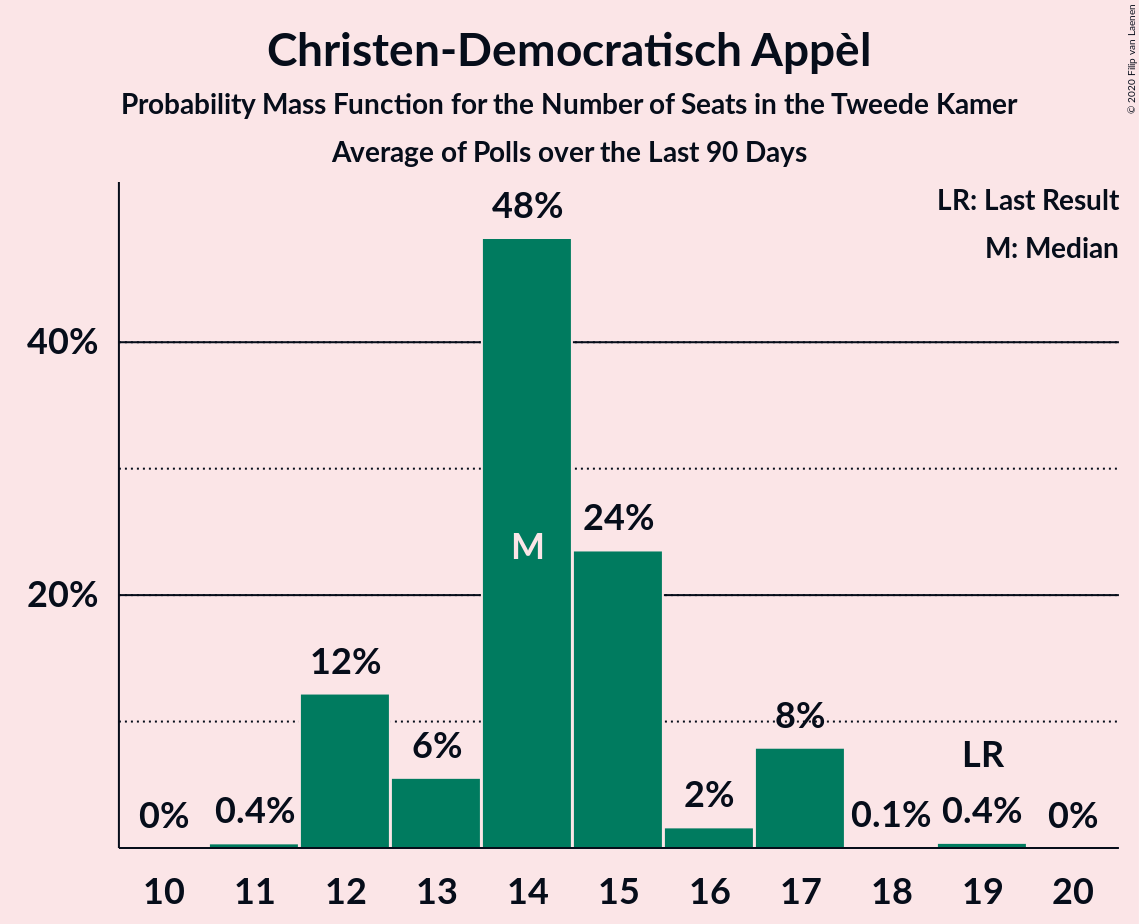 Christen-Democratisch Appèl
Probability Mass Function for the Number of Seats in the Tweede Kamer
Average of Polls over the Last 90 Days
© 2020 Filip van Laenen
LR: Last Result
M: Median
48%
40%
24%
M
20%
12%
8%
6%
LR
2%
0% 0.4% 0.1% 0.4% 0%
10 11 12 13 14 15 16 17 18 19 20